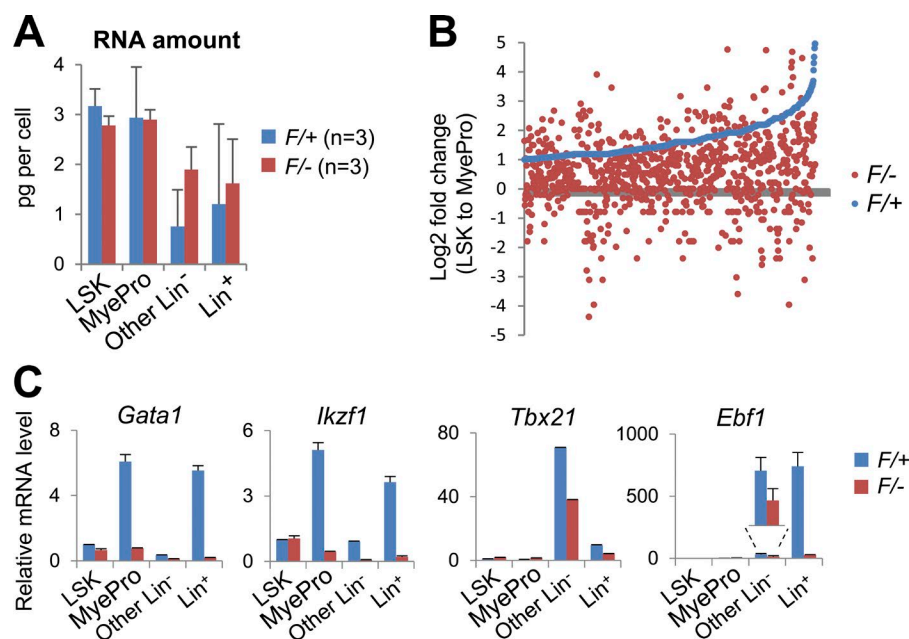 A
RNA amount
pg per cell
4
3
2
1
0
LSK
MyePro
Other Lin⁻
Lin⁺
F/+ (n=3)
F/- (n=3)
B
Log2 fold change
(LSK to MyePro)
5
4
3
2
1
0
-1
-2
-3
-4
-5
F/-
F/+
C
Relative mRNA level
Gata1
8
4
0
LSK
MyePro
Other Lin⁻
Lin⁺
Ikzf1
6
3
0
LSK
MyePro
Other Lin⁻
Lin⁺
Tbx21
80
40
0
LSK
MyePro
Other Lin⁻
Lin⁺
Ebf1
1000
500
0
LSK
MyePro
Other Lin⁻
Lin⁺
F/+
F/-